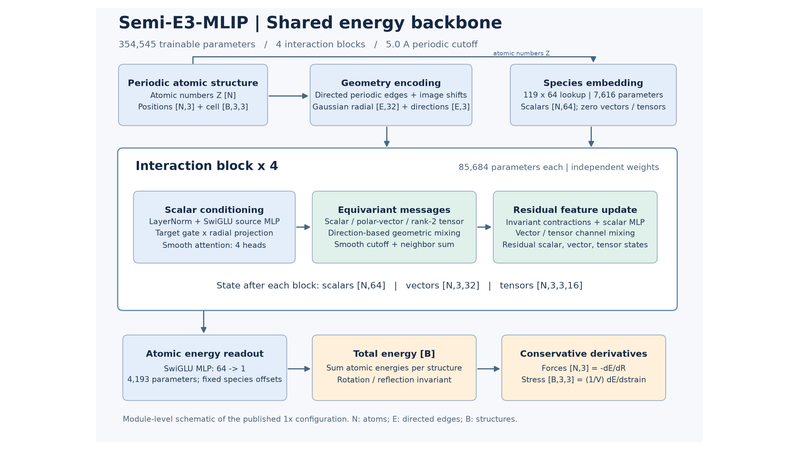 Semi-E3-MLIP | Shared energy backbone
354,545 trainable parameters / 4 interaction blocks / 5.0 A periodic cutoff
atomic numbers Z
Periodic atomic structure
Atomic numbers Z [N]
Positions [N,3] + cell [B,3,3]
Geometry encoding
Directed periodic edges + image shifts
Gaussian radial [E,32] + directions [E,3]
Species embedding
119 x 64 lookup | 7,616 parameters
Scalars [N,64]; zero vectors / tensors
Interaction block x 4
85,684 parameters each | independent weights
Scalar conditioning
LayerNorm + SwiGLU source MLP
Target gate x radial projection
Smooth attention: 4 heads
Equivariant messages
Scalar / polar-vector / rank-2 tensor
Direction-based geometric mixing
Smooth cutoff + neighbor sum
Residual feature update
Invariant contractions + scalar MLP
Vector / tensor channel mixing
Residual scalar, vector, tensor states
State after each block: scalars [N,64] | vectors [N,3,32] | tensors [N,3,3,16]
Atomic energy readout
SwiGLU MLP: 64 -> 1
4,193 parameters; fixed species offsets
Total energy [B]
Sum atomic energies per structure
Rotation / reflection invariant
Conservative derivatives
Forces [N,3] = -dE/dR
Stress [B,3,3] = (1/V) dE/dstrain
Module-level schematic of the published 1x configuration. N: atoms; E: directed edges; B: structures.